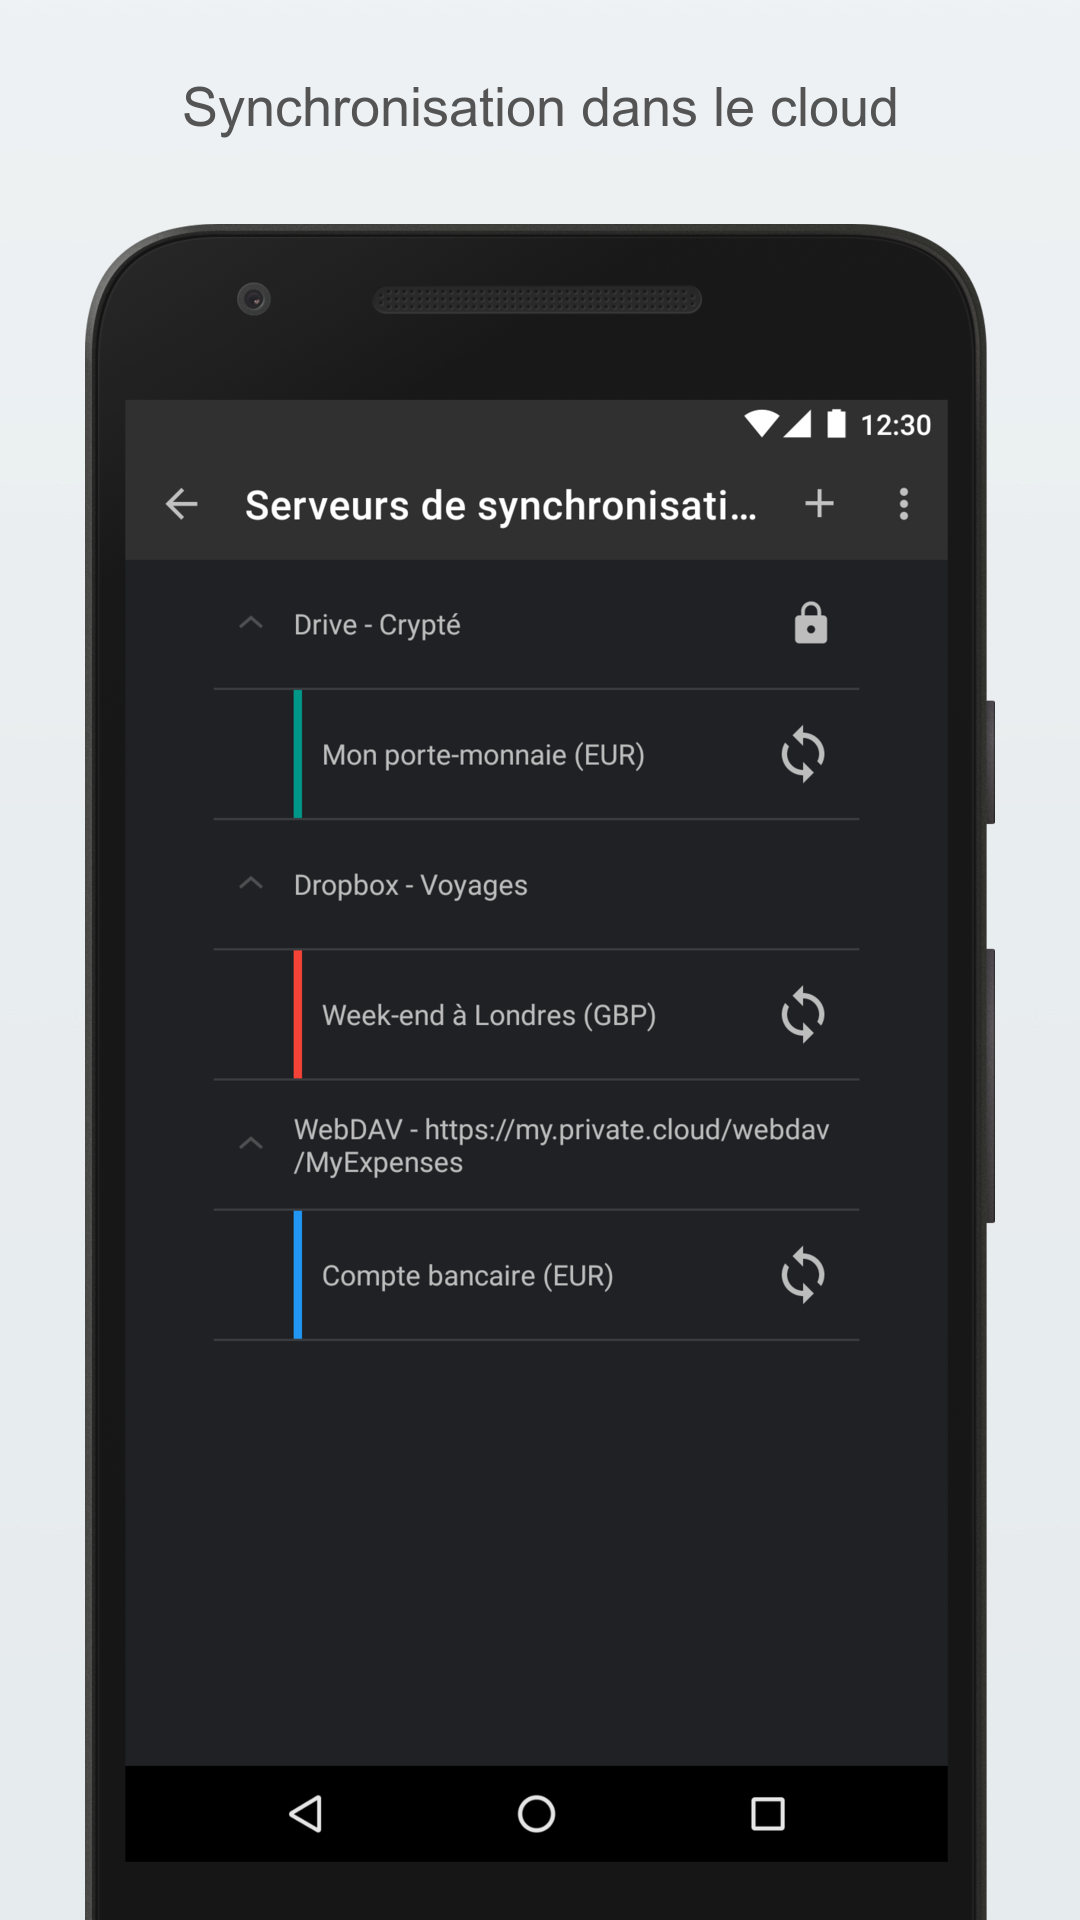 Synchronisation dans le cloud
12:30
Serveurs de synchronisati...
Drive - Crypté
Mon porte-monnaie (EUR)
Dropbox - Voyages
Week-end à Londres (GBP)
WebDAV - https://my.private.cloud/webdav
/MyExpenses
Compte bancaire (EUR)